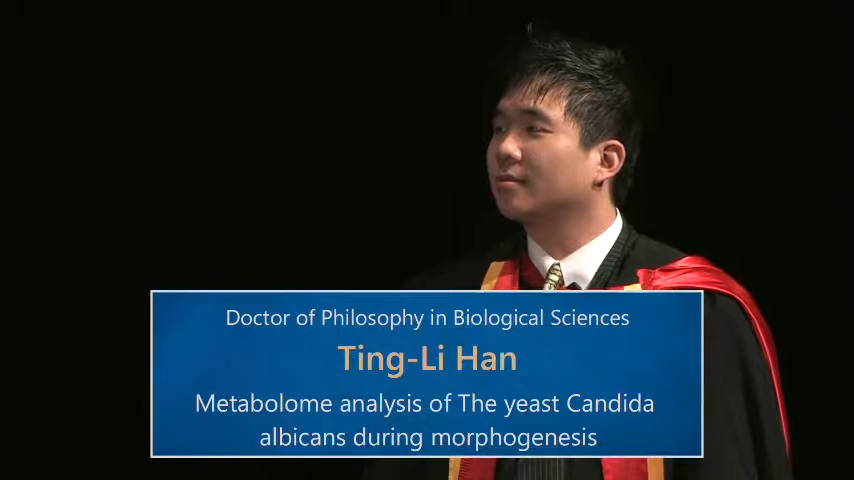 Doctor of Philosophy in Biological Sciences
Ting-Li Han
Metabolome analysis of The yeast Candida
albicans during morphogenesis